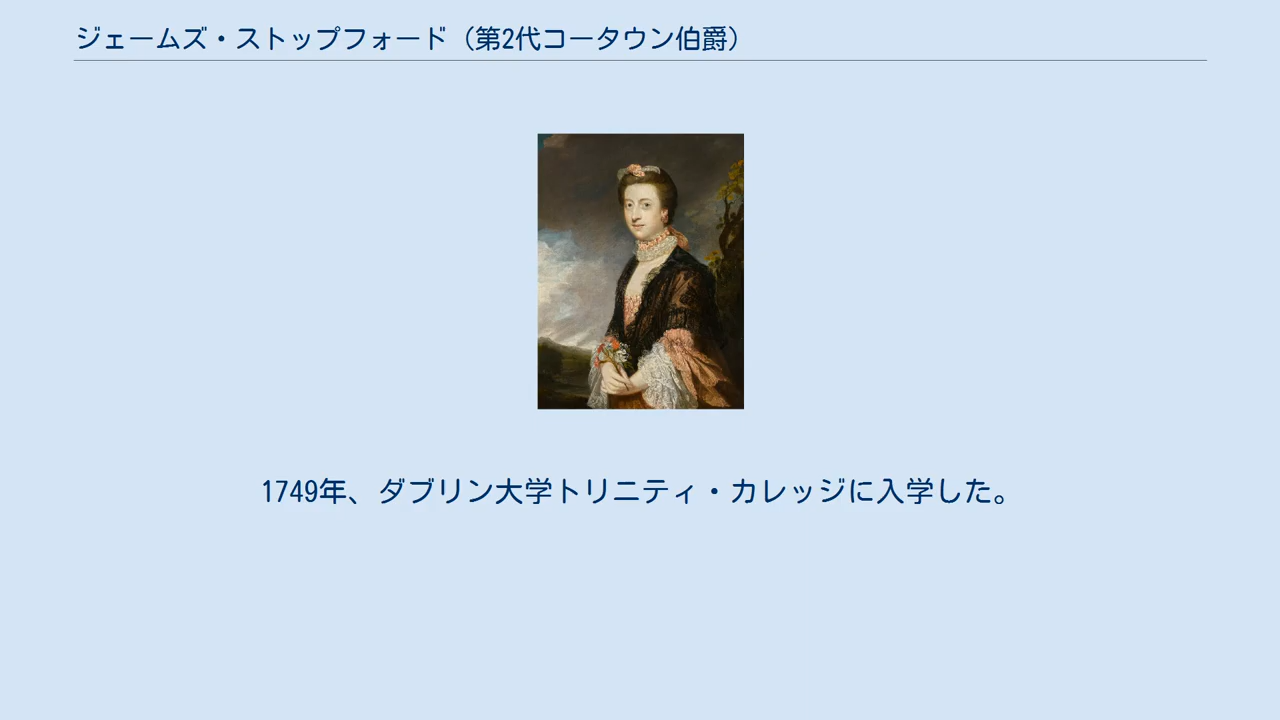 ジェームズ・ストップフォード（第2代コータウン伯爵）
1749年、ダブリン大学トリニティ・カレッジに入学した。